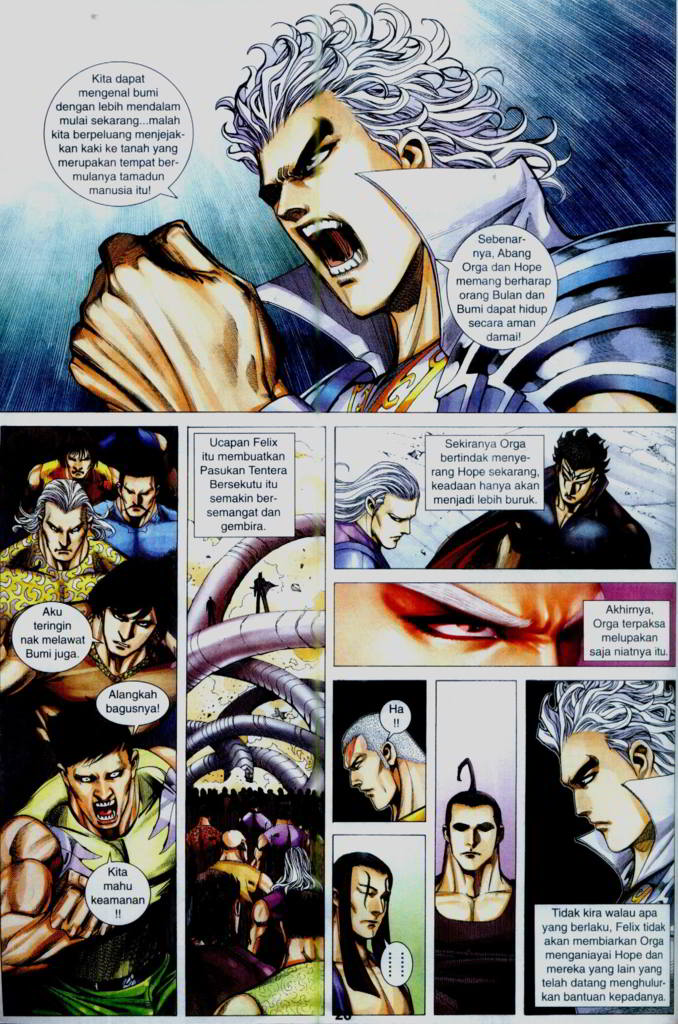 Kita dapat
mengenal bumi
dengan lebih mendalam
mulai sekarang...malah
kita berpeluang menjejak-
kan kaki ke tanah yang
merupakan tempat ber-
mulanya tamadun
manusia itu!
Sebenar-
nya, Abang
Orga dan Hope
memang berharap
orang Bulan dan
Bumi dapat hidup
secara aman
damai!
Aku
teringin
nak melawat
Bumi juga.
Alangkah
bagusnya!
Kita
mahu
keamanan
!!
Ucapan Felix
itu membuatkan
Pasukan Tentera
Bersekutu itu
semakin ber-
semangat dan
gembira.
Sekiranya Orga
bertindak menye-
rang Hope sekarang,
keadaan hanya akan
menjadi lebih buruk.
Akhirnya,
Orga terpaksa
melupakan
saja niatnya itu.
Ha
!!
Tidak kira walau apa
yang berlaku, Felix tidak
akan membiarkan Orga
menganiayai Hope dan
mereka yang lain yang
telah datang menghulur-
kan bantuan kepadanya.